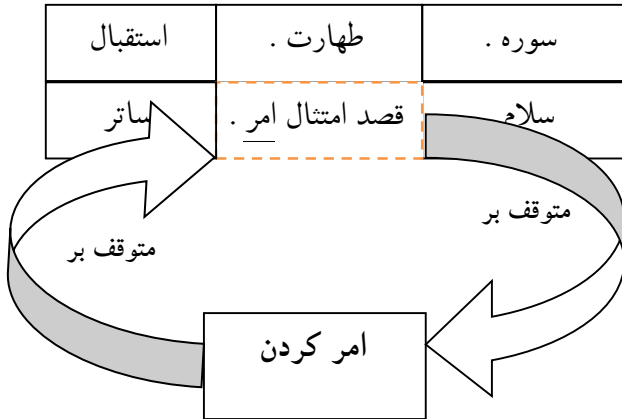 سوره . طهارت . استقبال
سلام قصد امتثال امر . ساتر
متوقف بر
متوقف بر
امر کردن